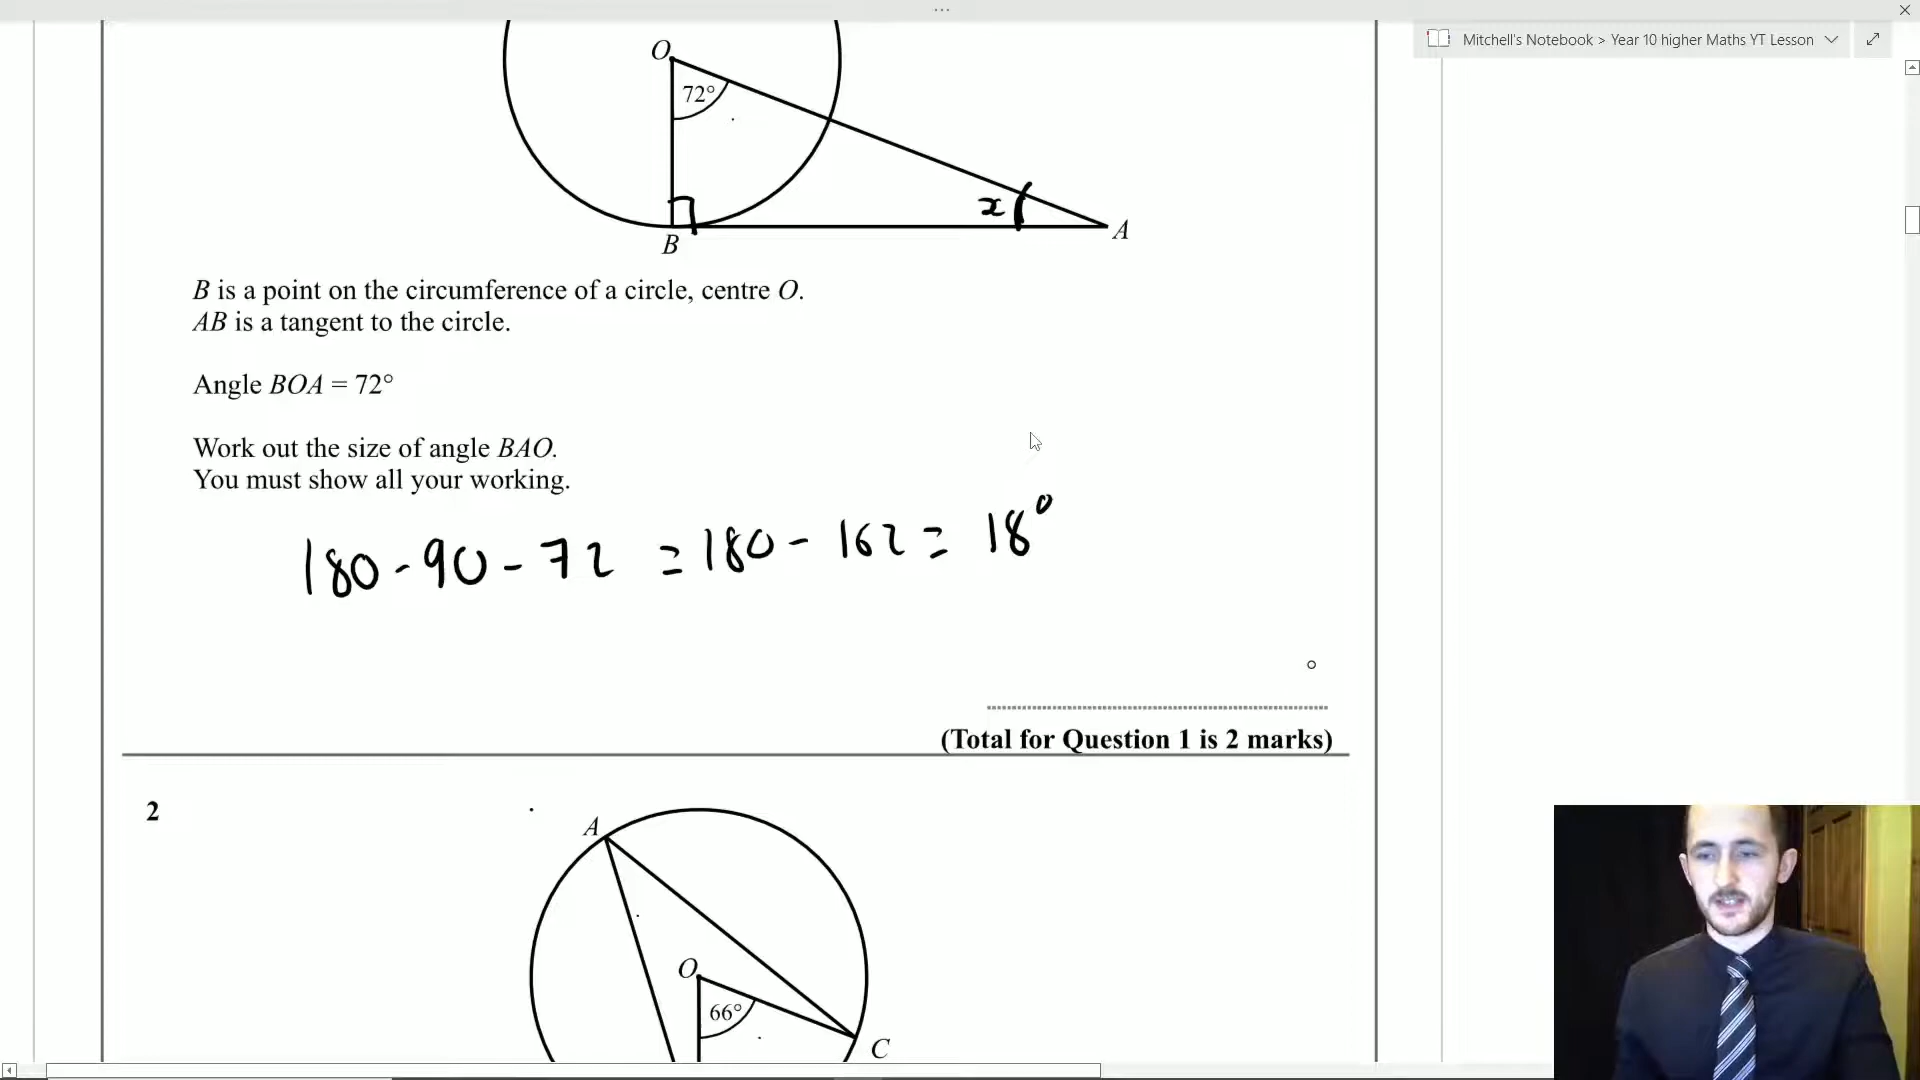 ...
Mitchell's Notebook > Year 10 higher Maths YT Lesson
O
72°
x
A
B
B is a point on the circumference of a circle, centre O.
AB is a tangent to the circle.
Angle BOA = 72°
Work out the size of angle BAO.
You must show all your working.
180 - 90 - 72 = 180 - 162 = 18°
°
(Total for Question 1 is 2 marks)
2
A
O
66°
C